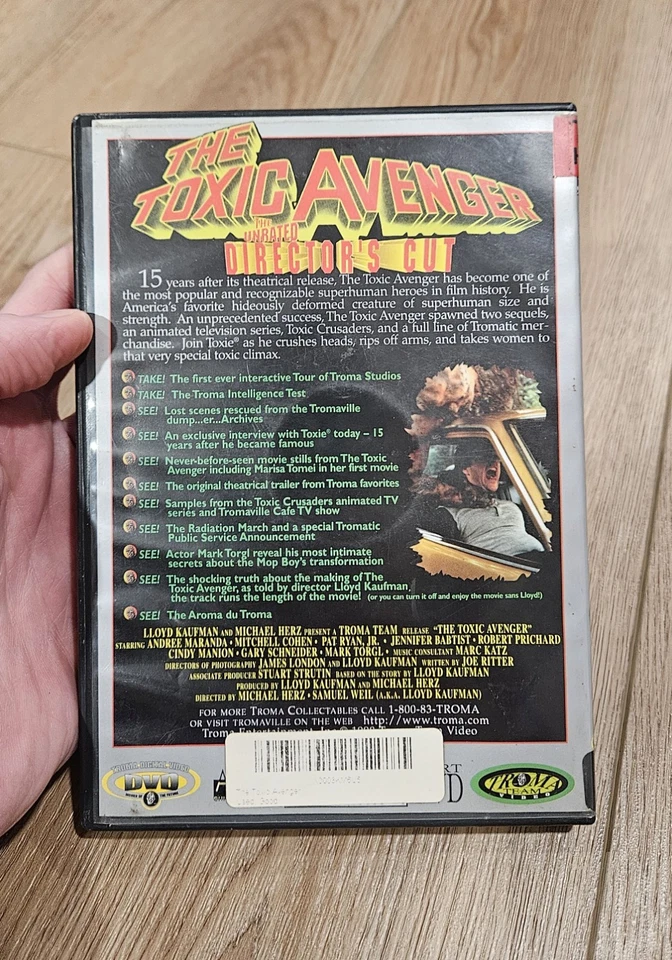 THE
TOXIC AVENGER
THE
UNRATED
DIRECTOR'S CUT
15 years after its theatrical release, The Toxic Avenger has become one of
the most popular and recognizable superhuman heroes in film history. He is
America's favorite hideously deformed creature of superhuman size and
strength. An unprecedented success, The Toxic Avenger spawned two sequels,
an animated television series, Toxic Crusaders, and a full line of Tromatic mer-
chandise. Join Toxie® as he crushes heads, rips off arms, and takes women to
that very special toxic climax.
TAKE! The first ever interactive Tour of Troma Studios
TAKE! The Troma Intelligence Test
SEE! Lost scenes rescued from the Tromaville
dump...er...Archives
SEE! An exclusive interview with Toxie® today – 15
years after he became famous
SEE! Never-before-seen movie stills from The Toxic
Avenger including Marisa Tomei in her first movie
SEE! The original theatrical trailer from Troma favorites
SEE! Samples from the Toxic Crusaders animated TV
series and Tromaville Cafe TV show
SEE! The Radiation March and a special Tromatic
Public Service Announcement
SEE! Actor Mark Torgl reveal his most intimate
secrets about the Mop Boy's transformation
SEE! The shocking truth about the making of The
Toxic Avenger, as told by director Lloyd Kaufman,
the track runs the length of the movie! (or you can turn it off and enjoy the movie sans Lloyd!)
SEE! The Aroma du Troma
LLOYD KAUFMAN AND MICHAEL HERZ PRESENT A TROMA TEAM RELEASE "THE TOXIC AVENGER"
STARRING ANDREE MARANDA • MITCHELL COHEN • PAT RYAN, JR. • JENNIFER BABTIST • ROBERT PRICHARD
CINDY MANION • GARY SCHNEIDER • MARK TORGL • MUSIC CONSULTANT MARC KATZ
DIRECTORS OF PHOTOGRAPHY JAMES LONDON AND LLOYD KAUFMAN WRITTEN BY JOE RITTER
ASSOCIATE PRODUCER STUART STRUTIN BASED ON THE STORY BY LLOYD KAUFMAN
PRODUCED BY LLOYD KAUFMAN AND MICHAEL HERZ
DIRECTED BY MICHAEL HERZ • SAMUEL WEIL (A.K.A. LLOYD KAUFMAN)
FOR MORE TROMA COLLECTABLES CALL 1-800-83-TROMA
OR VISIT TROMAVILLE ON THE WEB http://www.troma.com
Troma Entertainment, Inc Video
TROMA DIGITAL VIDEO
DVD
The Toxic Avenger
Used Good
TROMA
TEAM
VIDEO